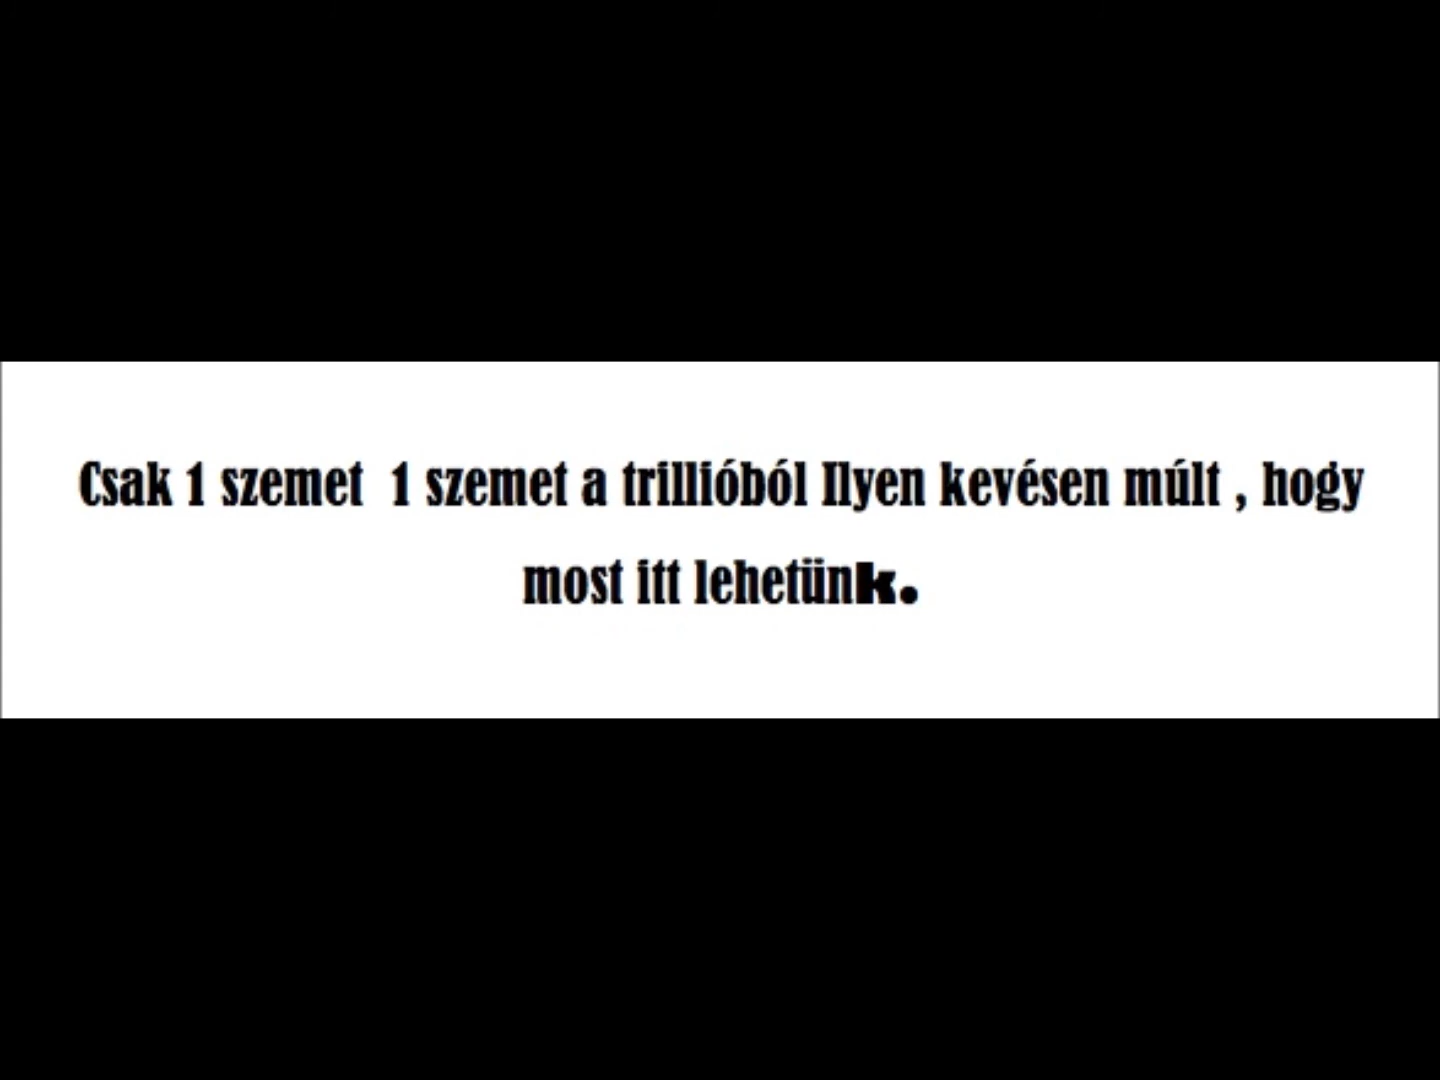 Csak 1 szemet  1 szemet a trillióból Ilyen kevésen múlt , hogy
most itt lehetünk.